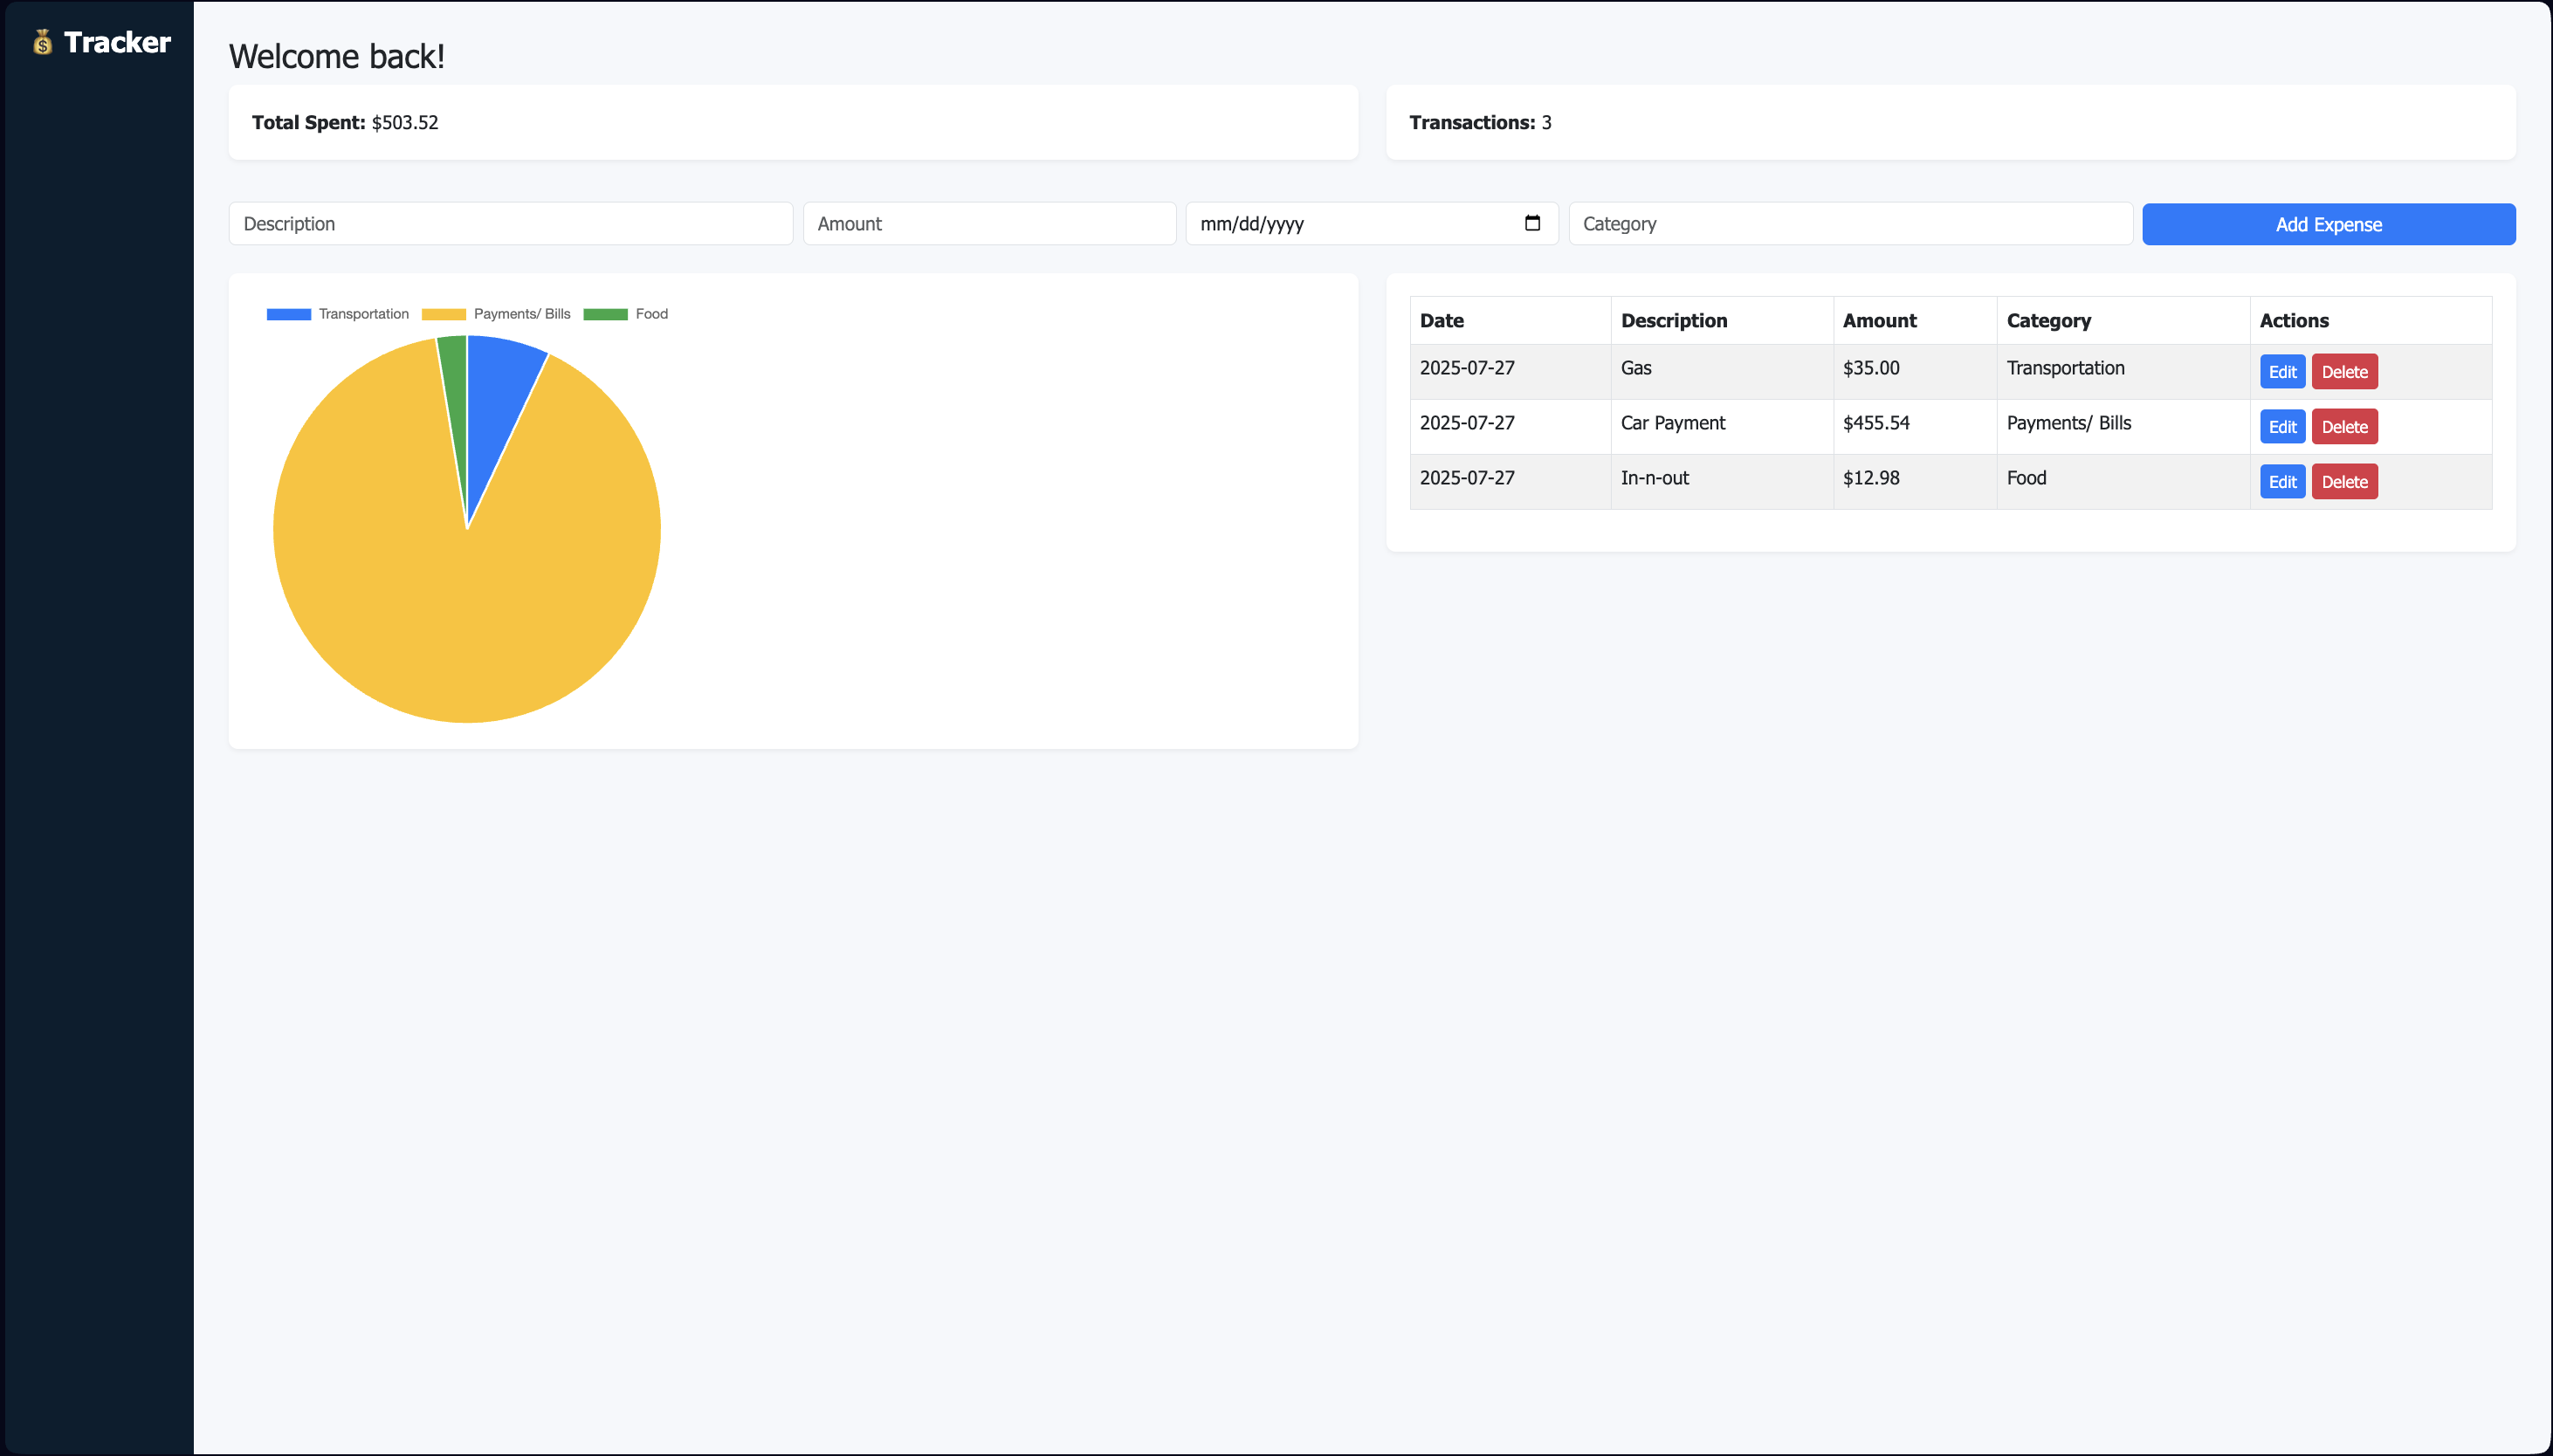 💰 Tracker
Welcome back!
Total Spent: $503.52
Transactions: 3
Description
Amount
mm/dd/yyyy
Category
Add Expense
Transportation Payments/ Bills Food
Date Description Amount Category Actions
2025-07-27 Gas $35.00 Transportation Edit Delete
2025-07-27 Car Payment $455.54 Payments/ Bills Edit Delete
2025-07-27 In-n-out $12.98 Food Edit Delete